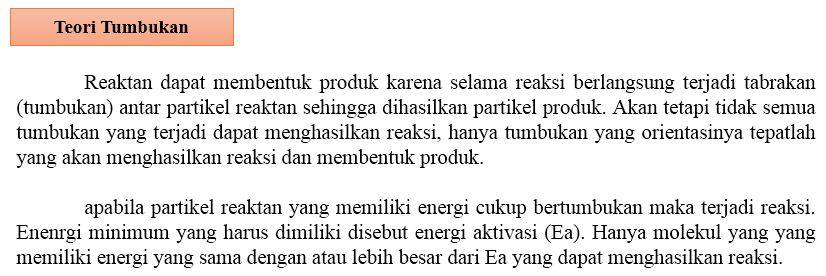 Teori Tumbukan
Reaktan dapat membentuk produk karena selama reaksi berlangsung terjadi tabrakan
(tumbukan) antar partikel reaktan sehingga dihasilkan partikel produk. Akan tetapi tidak semua
tumbukan yang terjadi dapat menghasilkan reaksi, hanya tumbukan yang orientasinya tepatlah
yang akan menghasilkan reaksi dan membentuk produk.
apabila partikel reaktan yang memiliki energi cukup bertumbukan maka terjadi reaksi.
Enenrgi minimum yang harus dimiliki disebut energi aktivasi (Ea). Hanya molekul yang yang
memiliki energi yang sama dengan atau lebih besar dari Ea yang dapat menghasilkan reaksi.